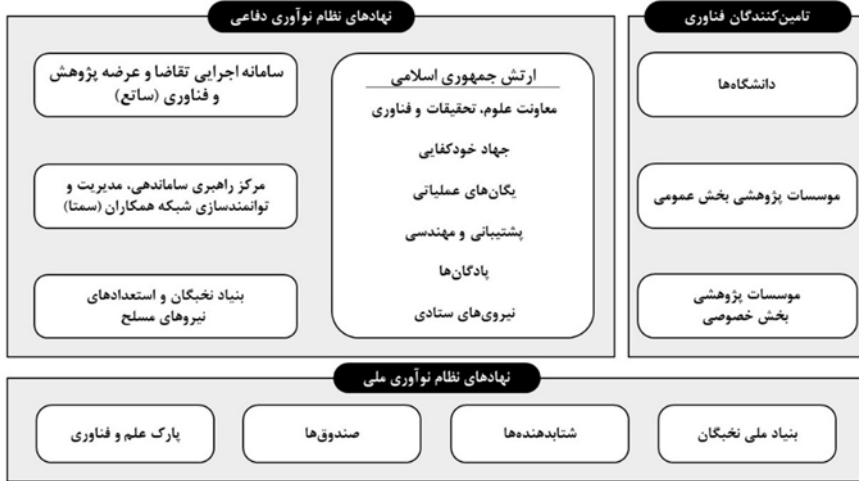 تامین‌کنندگان فناوری
دانشگاه‌ها
موسسات پژوهشی بخش عمومی
موسسات پژوهشی
بخش خصوصی
نهادهای نظام نوآوری دفاعی
ارتش جمهوری اسلامی
معاونت علوم، تحقیقات و فناوری
جهاد خودکفایی
یگان‌های عملیاتی
پشتیبانی و مهندسی
پادگان‌ها
نیروی‌های ستادی
سامانه اجرایی تقاضا و عرضه پژوهش
و فناوری (ساتع)
مرکز راهبری ساماندهی، مدیریت و
توانمندسازی شبکه همکاران (سمتا)
بنیاد نخبگان و استعدادهای
نیروهای مسلح
نهادهای نظام نوآوری ملی
بنیاد ملی نخبگان
شتابدهنده‌ها
صندوق‌ها
پارک علم و فناوری